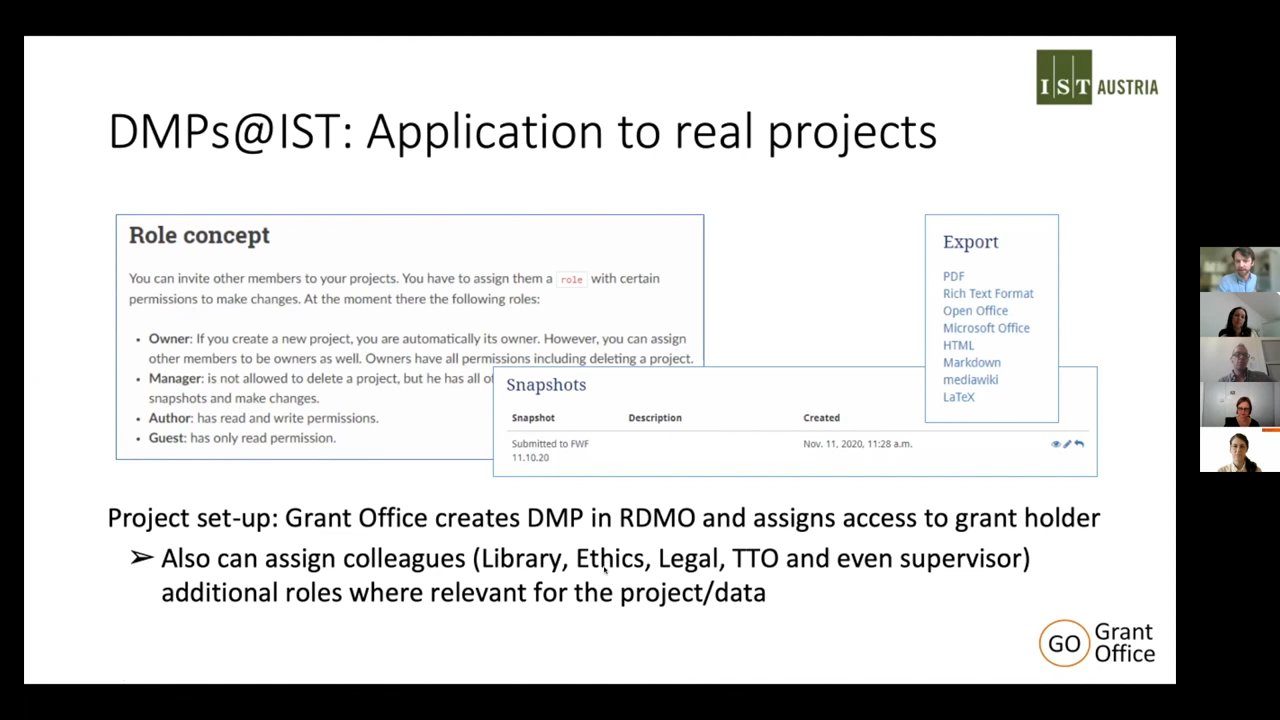 IST AUSTRIA
DMPs@IST: Application to real projects
Role concept
You can invite other members to your projects. You have to assign them a role with certain
permissions to make changes. At the moment there the following roles:
• Owner: If you create a new project, you are automatically its owner. However, you can assign
other members to be owners as well. Owners have all permissions including deleting a project.
• Manager: is not allowed to delete a project, but he has all
snapshots and make changes.
• Author: has read and write permissions.
• Guest: has only read permission.
Export
PDF
Rich Text Format
Open Office
Microsoft Office
HTML
Markdown
mediawiki
LaTeX
Snapshots
Snapshot Description Created
Submitted to FWF Nov. 11, 2020, 11:28 a.m.
11.10.20
Project set-up: Grant Office creates DMP in RDMO and assigns access to grant holder
➢ Also can assign colleagues (Library, Ethics, Legal, TTO and even supervisor)
additional roles where relevant for the project/data
GO Grant
Office